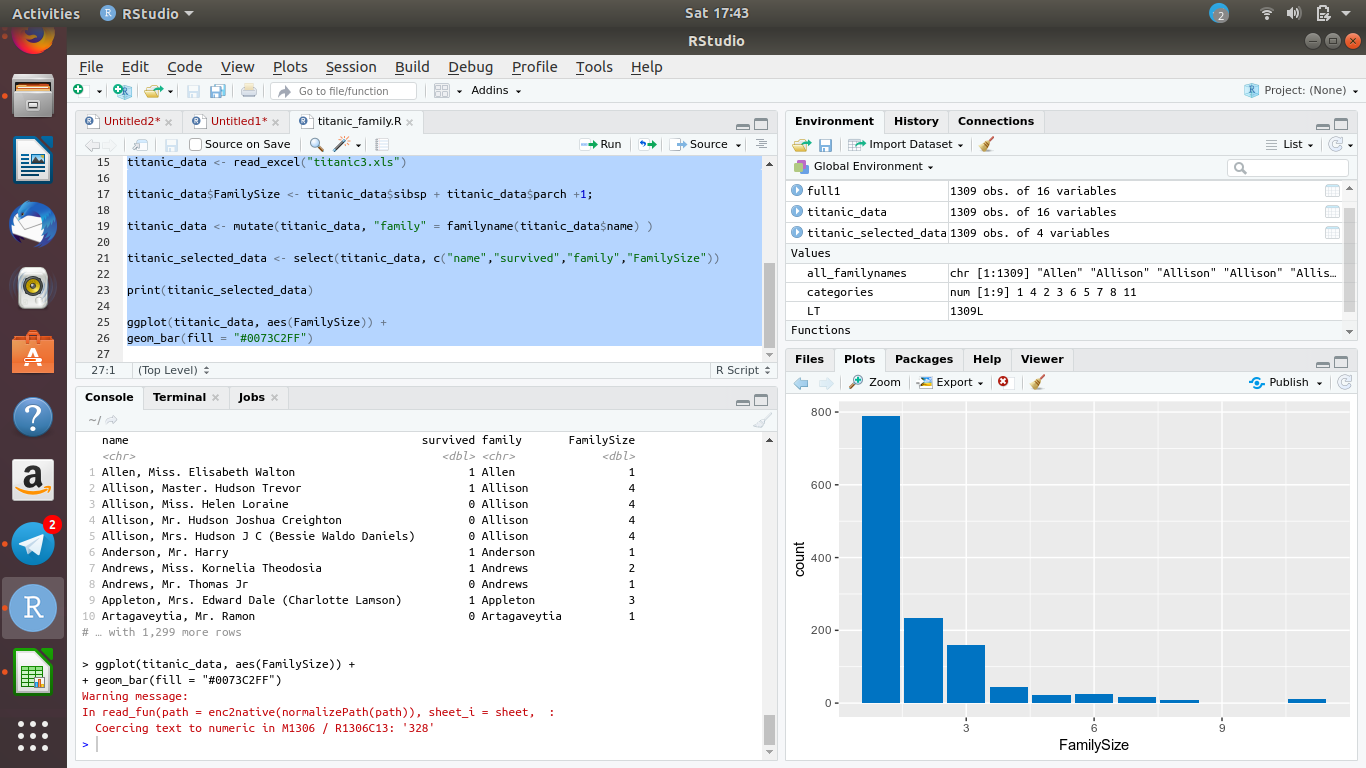 Activities RStudio Sat 17:43 2
RStudio
File Edit Code View Plots Session Build Debug Profile Tools Help
Go to file/function Addins Project: (None)
Untitled2* Untitled1* titanic_family.R
Source on Save Run Source
15 titanic_data <- read_excel("titanic3.xls")
16
17 titanic_data$FamilySize <- titanic_data$sibsp + titanic_data$parch +1;
18
19 titanic_data <- mutate(titanic_data, "family" = familyname(titanic_data$name) )
20
21 titanic_selected_data <- select(titanic_data, c("name","survived","family","FamilySize"))
22
23 print(titanic_selected_data)
24
25 ggplot(titanic_data, aes(FamilySize)) +
26 geom_bar(fill = "#0073C2FF")
27
27:1 (Top Level) R Script
Console Terminal Jobs
~/
name survived family FamilySize
<chr> <dbl> <chr> <dbl>
1 Allen, Miss. Elisabeth Walton 1 Allen 1
2 Allison, Master. Hudson Trevor 1 Allison 4
3 Allison, Miss. Helen Loraine 0 Allison 4
4 Allison, Mr. Hudson Joshua Creighton 0 Allison 4
5 Allison, Mrs. Hudson J C (Bessie Waldo Daniels) 0 Allison 4
6 Anderson, Mr. Harry 1 Anderson 1
7 Andrews, Miss. Kornelia Theodosia 1 Andrews 2
8 Andrews, Mr. Thomas Jr 0 Andrews 1
9 Appleton, Mrs. Edward Dale (Charlotte Lamson) 1 Appleton 3
10 Artagaveytia, Mr. Ramon 0 Artagaveytia 1
# … with 1,299 more rows
> ggplot(titanic_data, aes(FamilySize)) +
+ geom_bar(fill = "#0073C2FF")
Warning message:
In read_fun(path = enc2native(normalizePath(path)), sheet_i = sheet, :
Coercing text to numeric in M1306 / R1306C13: '328'
>
Environment History Connections
Import Dataset List
Global Environment
full1 1309 obs. of 16 variables
titanic_data 1309 obs. of 16 variables
titanic_selected_data 1309 obs. of 4 variables
Values
all_familynames chr [1:1309] "Allen" "Allison" "Allison" "Allison" "Allis…
categories num [1:9] 1 4 2 3 6 5 7 8 11
LT 1309L
Functions
Files Plots Packages Help Viewer
Zoom Export Publish
800
600
400
200
0
count
3 6 9
FamilySize
2
R
a
?